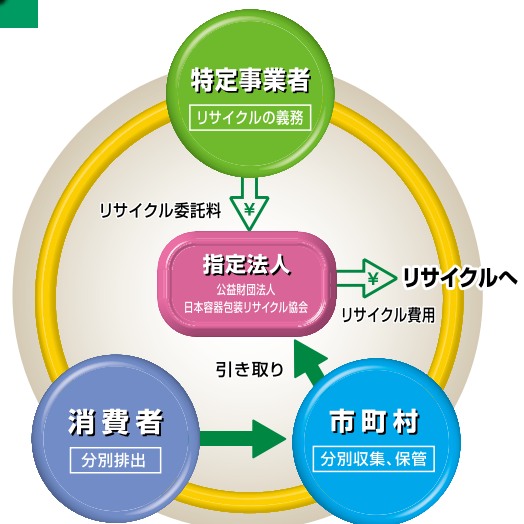 特定事業者
リサイクルの義務
¥
リサイクル委託料
指定法人
公益財団法人
日本容器包装リサイクル協会
¥
リサイクルへ
リサイクル費用
引き取り
消費者
分別排出
市町村
分別収集、保管